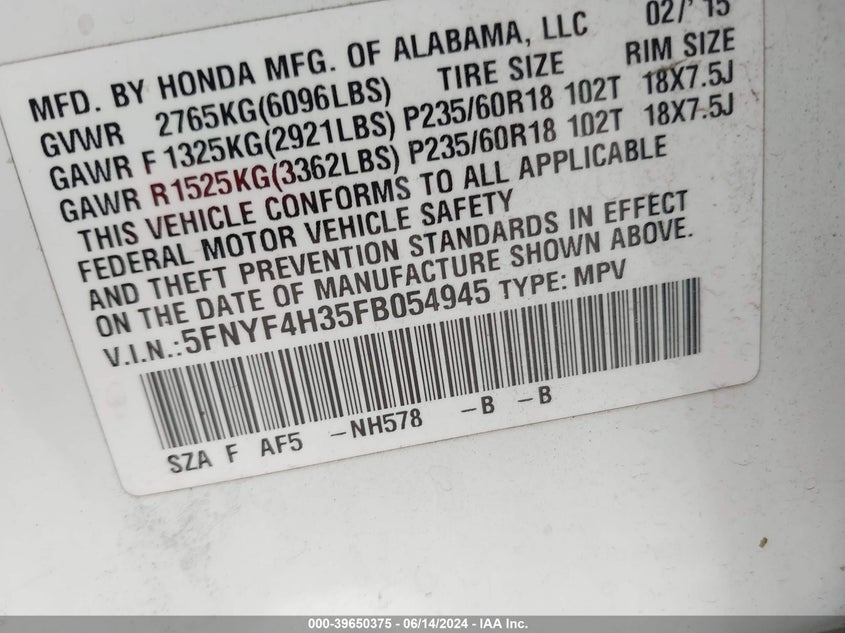 02/ 15
MFD. BY HONDA MFG. OF ALABAMA, LLC
GVWR 2765KG(6096LBS) TIRE SIZE RIM SIZE
GAWR F 1325KG(2921LBS) P235/60R18 102T 18X7.5J
GAWR R1525KG(3362LBS) P235/60R18 102T 18X7.5J
THIS VEHICLE CONFORMS TO ALL APPLICABLE
FEDERAL MOTOR VEHICLE SAFETY
AND THEFT PREVENTION STANDARDS IN EFFECT
ON THE DATE OF MANUFACTURE SHOWN ABOVE.
V.I.N.:5FNYF4H35FB054945 TYPE: MPV
SZA F AF5 -NH578 -B -B
000-39650375 - 06/14/2024 - IAA Inc.